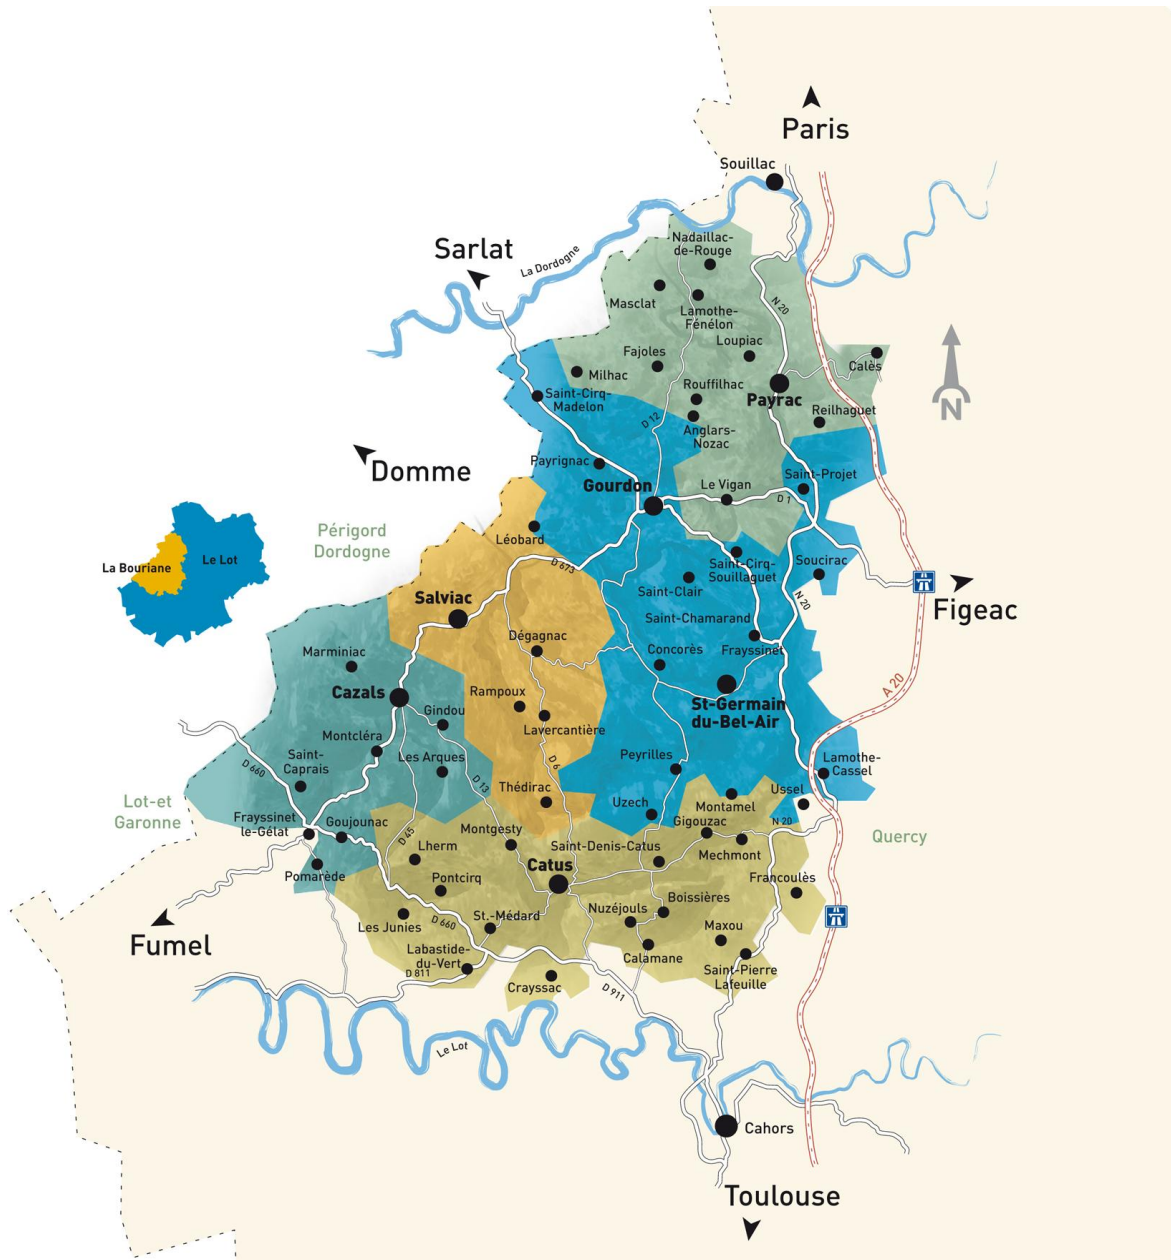 Paris
Souillac
Sarlat
La Dordogne
Nadaillac-
de-Rouge
Masclat
Lamothe-
Fénélon
N 20
Loupiac
Fajoles
Calès
Milhac
Rouffilhac
Payrac
Saint-Cirq-
Madelon
Reilhaguet
D 12
Anglars-
Nozac
N
Domme
Payrignac
Gourdon
Le Vigan
Saint-Projet
D 1
Périgord
Dordogne
Léobard
La Bouriane
Le Lot
D 673
Saint-Cirq-
Souillaguet
Soucirac
Saint-Clair
Salviac
N 20
Figeac
Saint-Chamarand
Dégagnac
Concorès
Frayssinet
Marminiac
Cazals
Rampoux
A 20
St-Germain
du-Bel-Air
Gindou
Lavercantière
Montcléra
Saint-
Caprais
Les Arques
D 660
D 13
D 6
Peyrilles
Lamothe-
Cassel
Thédirac
Ussel
Lot-et
Garonne
Uzech
Montamel
Frayssinet
le-Gélat
Goujounac
D 45
Montgesty
Gigouzac
N 20
Quercy
Lherm
Saint-Denis-Catus
Mechmont
Catus
Pomarède
Pontcirq
Francoulès
Boissières
Les Junies
D 660
St.-Médard
Nuzéjouls
Maxou
Fumel
Labastide-
du-Vert
Calamane
D 811
Saint-Pierre
Lafeuille
Crayssac
D 911
Le Lot
Cahors
Toulouse